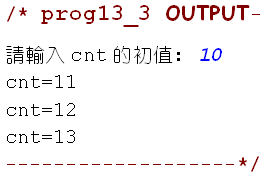 /* prog13_3 OUTPUT-
請輸入 cnt 的初值: 10
cnt=11
cnt=12
cnt=13
-------------------*/